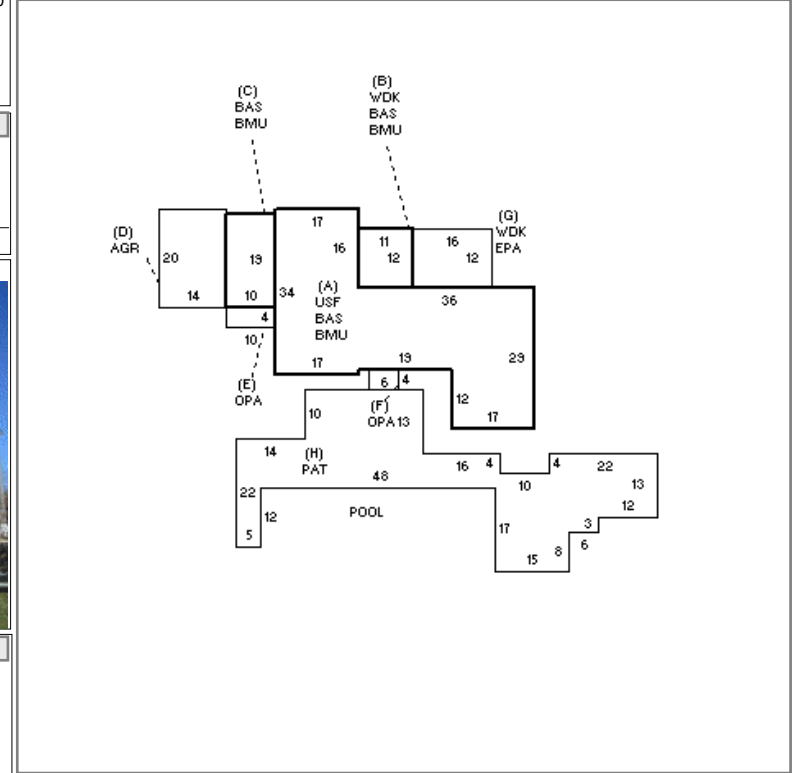 (B)
WDK
BAS
BMU
(C)
BAS
BMU
(G)
WDK
EPA
(D)
AGR
17
16
11
12
16
12
20
19
14
10
34
(A)
USF
BAS
BMU
36
4
10
17
19
29
(E)
OPA
6
4
12
17
(F)
OPA 13
10
14
(H)
PAT
48
16
4
10
4
22
13
12
22
12
5
POOL
17
3
6
8
15